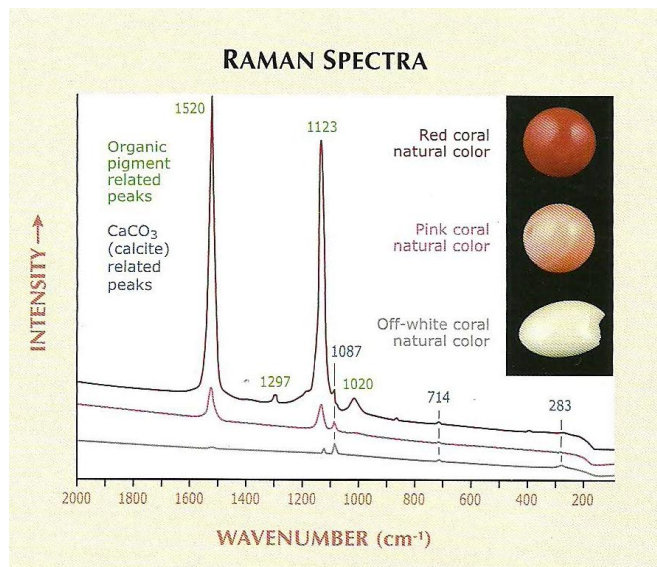 RAMAN SPECTRA
1520
1123
Organic
pigment
related
peaks
CaCO₃
(calcite)
related
peaks
Red coral
natural color
Pink coral
natural color
Off-white coral
natural color
1087
1297
1020
714
283
INTENSITY →
2000 1800 1600 1400 1200 1000 800 600 400 200
WAVENUMBER (cm⁻¹)